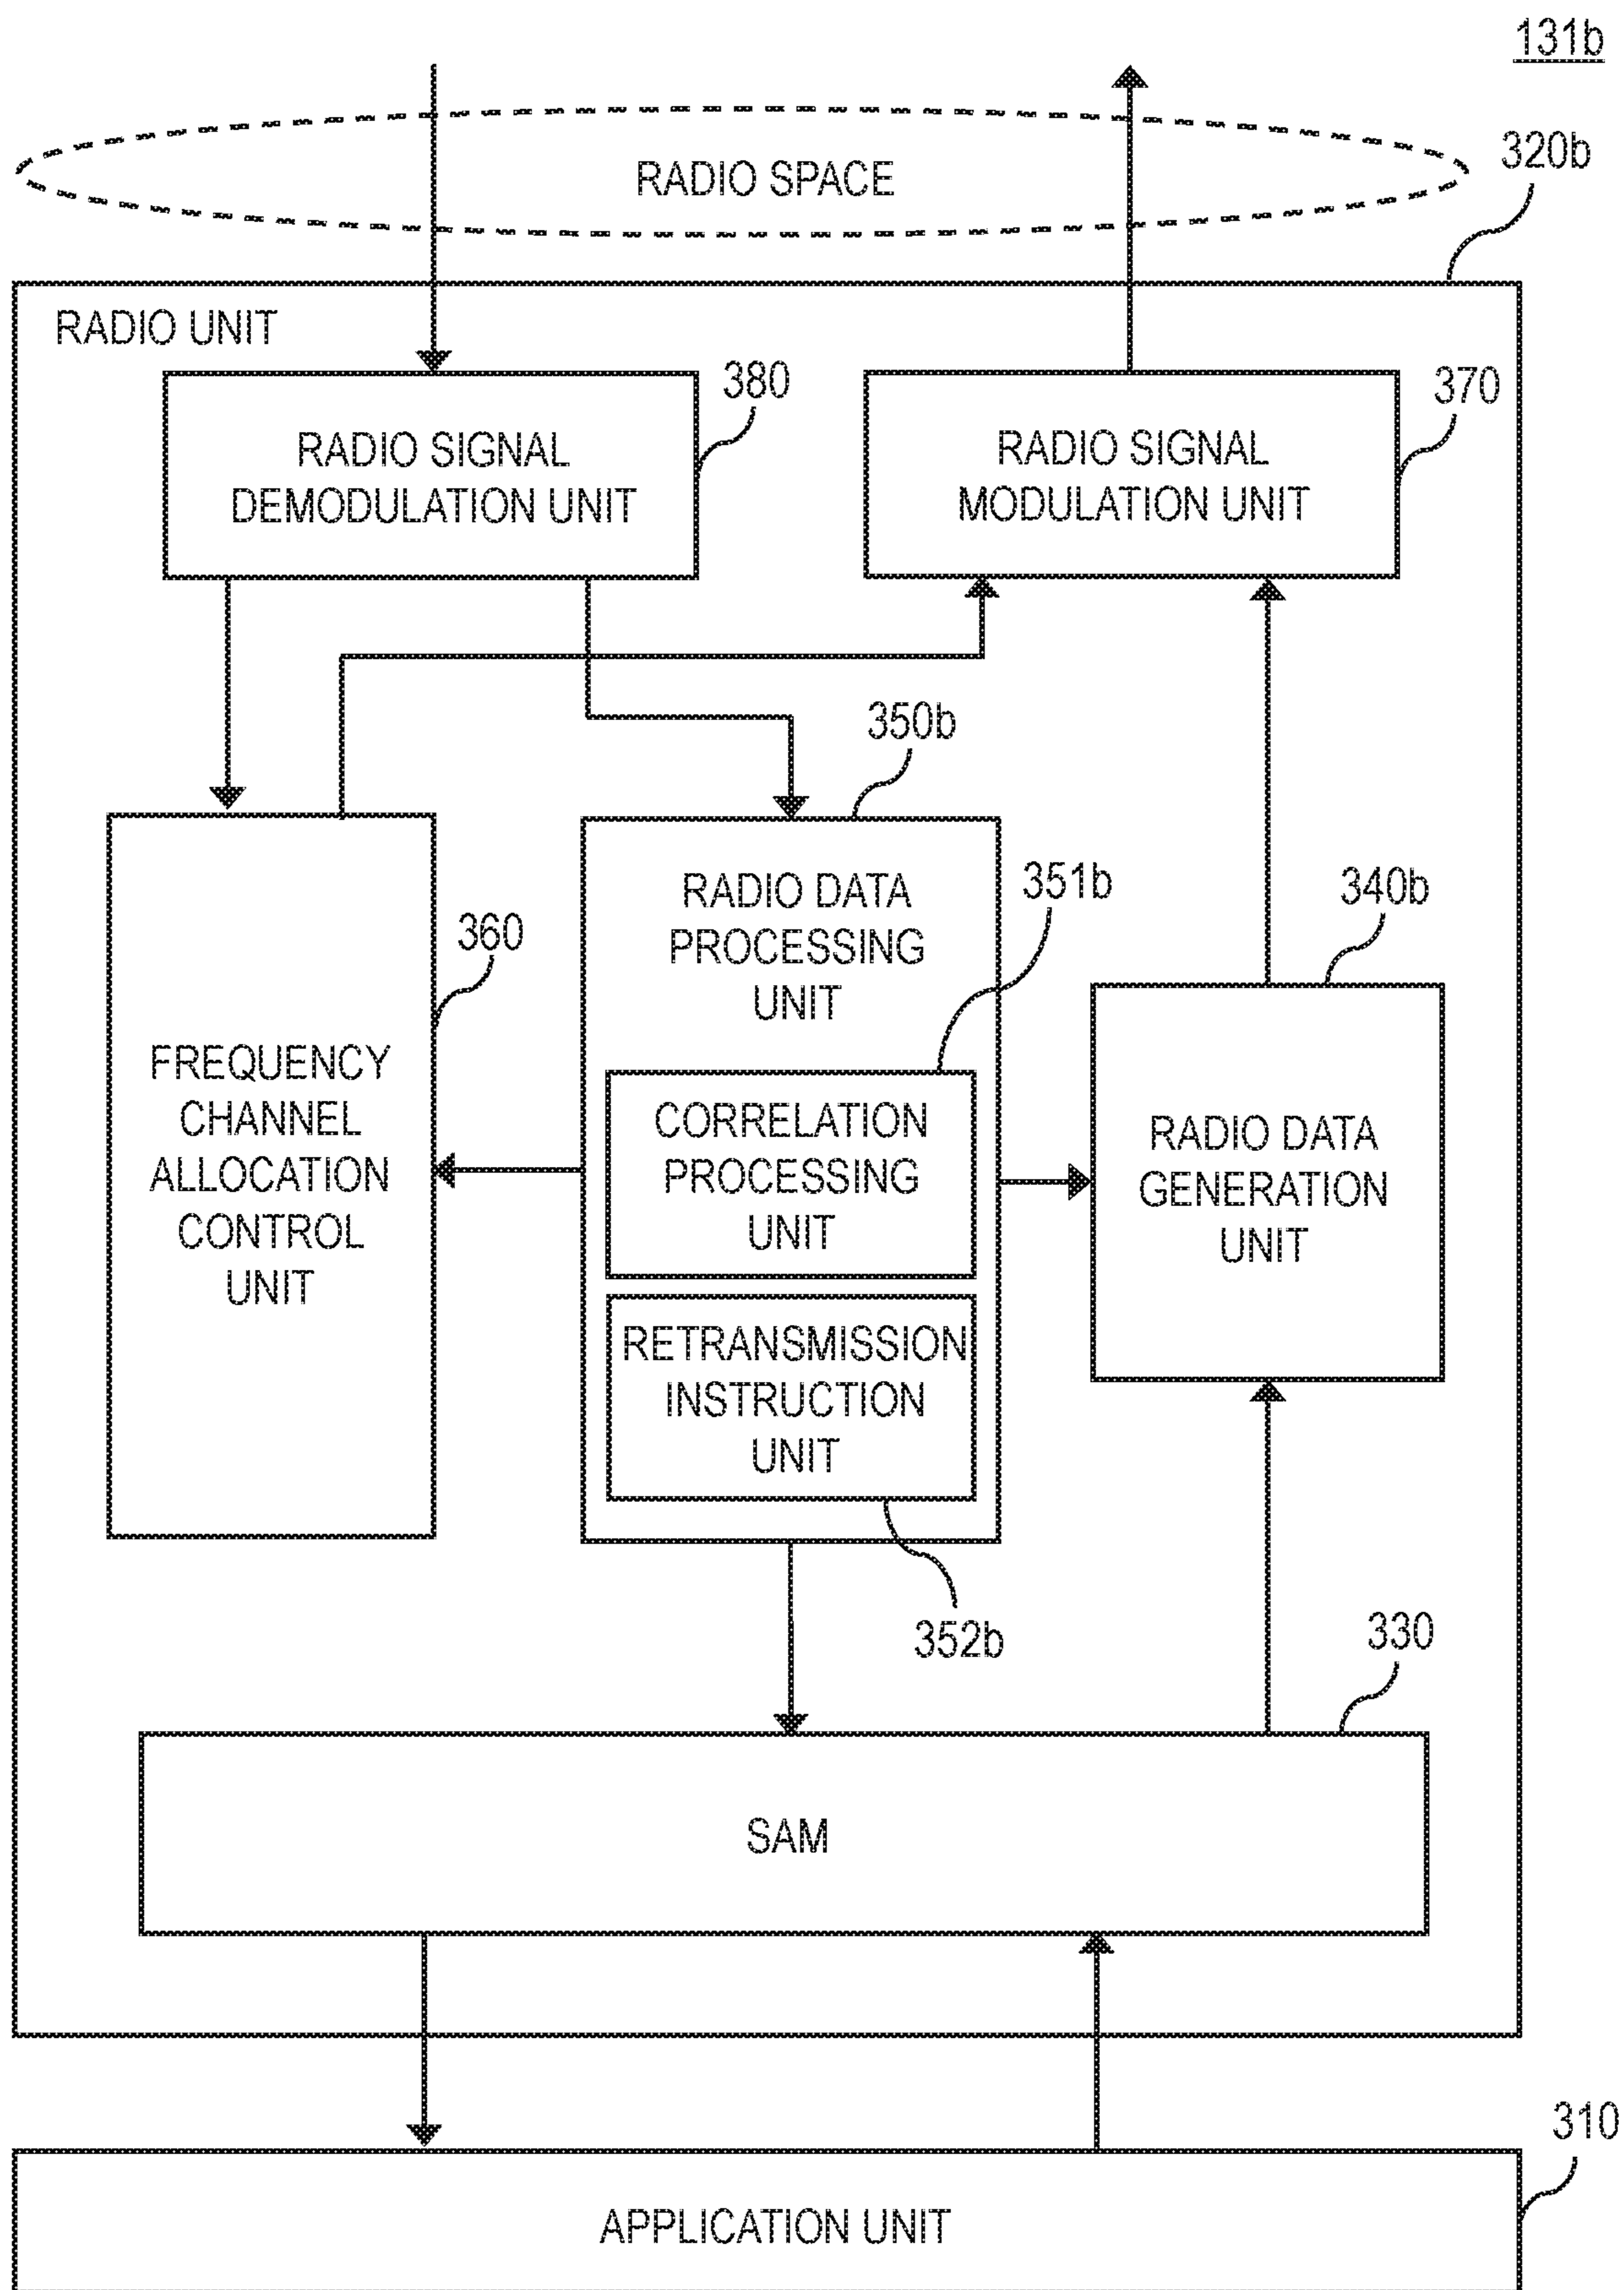 131b
RADIO SPACE
320b
RADIO UNIT
380
370
RADIO SIGNAL
DEMODULATION UNIT
RADIO SIGNAL
MODULATION UNIT
350b
351b
340b
360
RADIO DATA
PROCESSING
UNIT
FREQUENCY
CHANNEL
ALLOCATION
CONTROL
UNIT
CORRELATION
PROCESSING
UNIT
RADIO DATA
GENERATION
UNIT
RETRANSMISSION
INSTRUCTION
UNIT
352b
330
SAM
310
APPLICATION UNIT